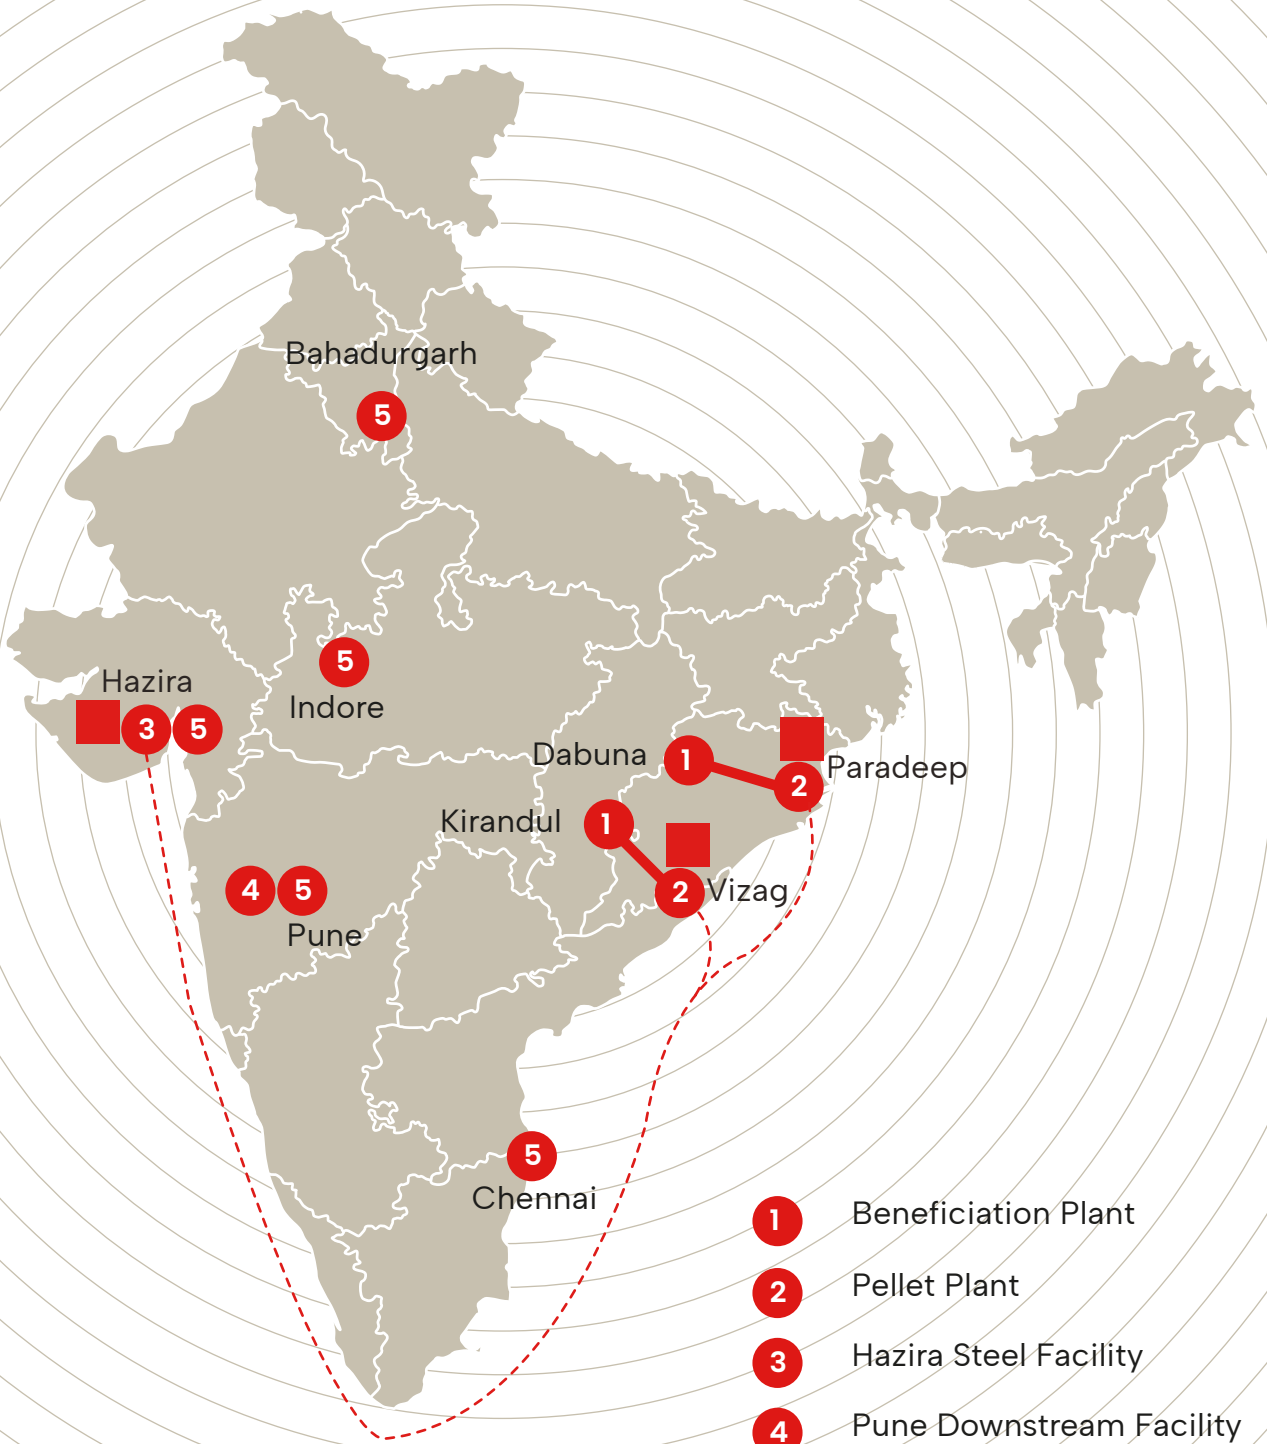 Bahadurgarh
5
5
Indore
Hazira
3 5
Dabuna 1
2 Paradeep
Kirandul 1
2 Vizag
4 5
Pune
5
Chennai
1 Beneficiation Plant
2 Pellet Plant
3 Hazira Steel Facility
4 Pune Downstream Facility